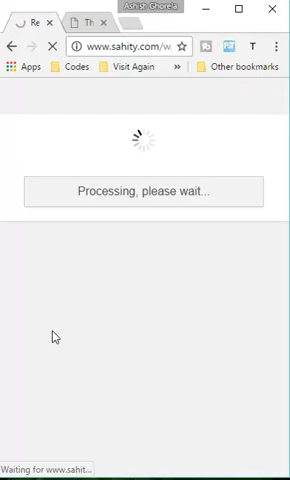 Ashish Ghorela
Re
Th
www.sahity.com/w
T
Apps
Codes
Visit Again
»
Other bookmarks
Processing, please wait...
Waiting for www.sahit...